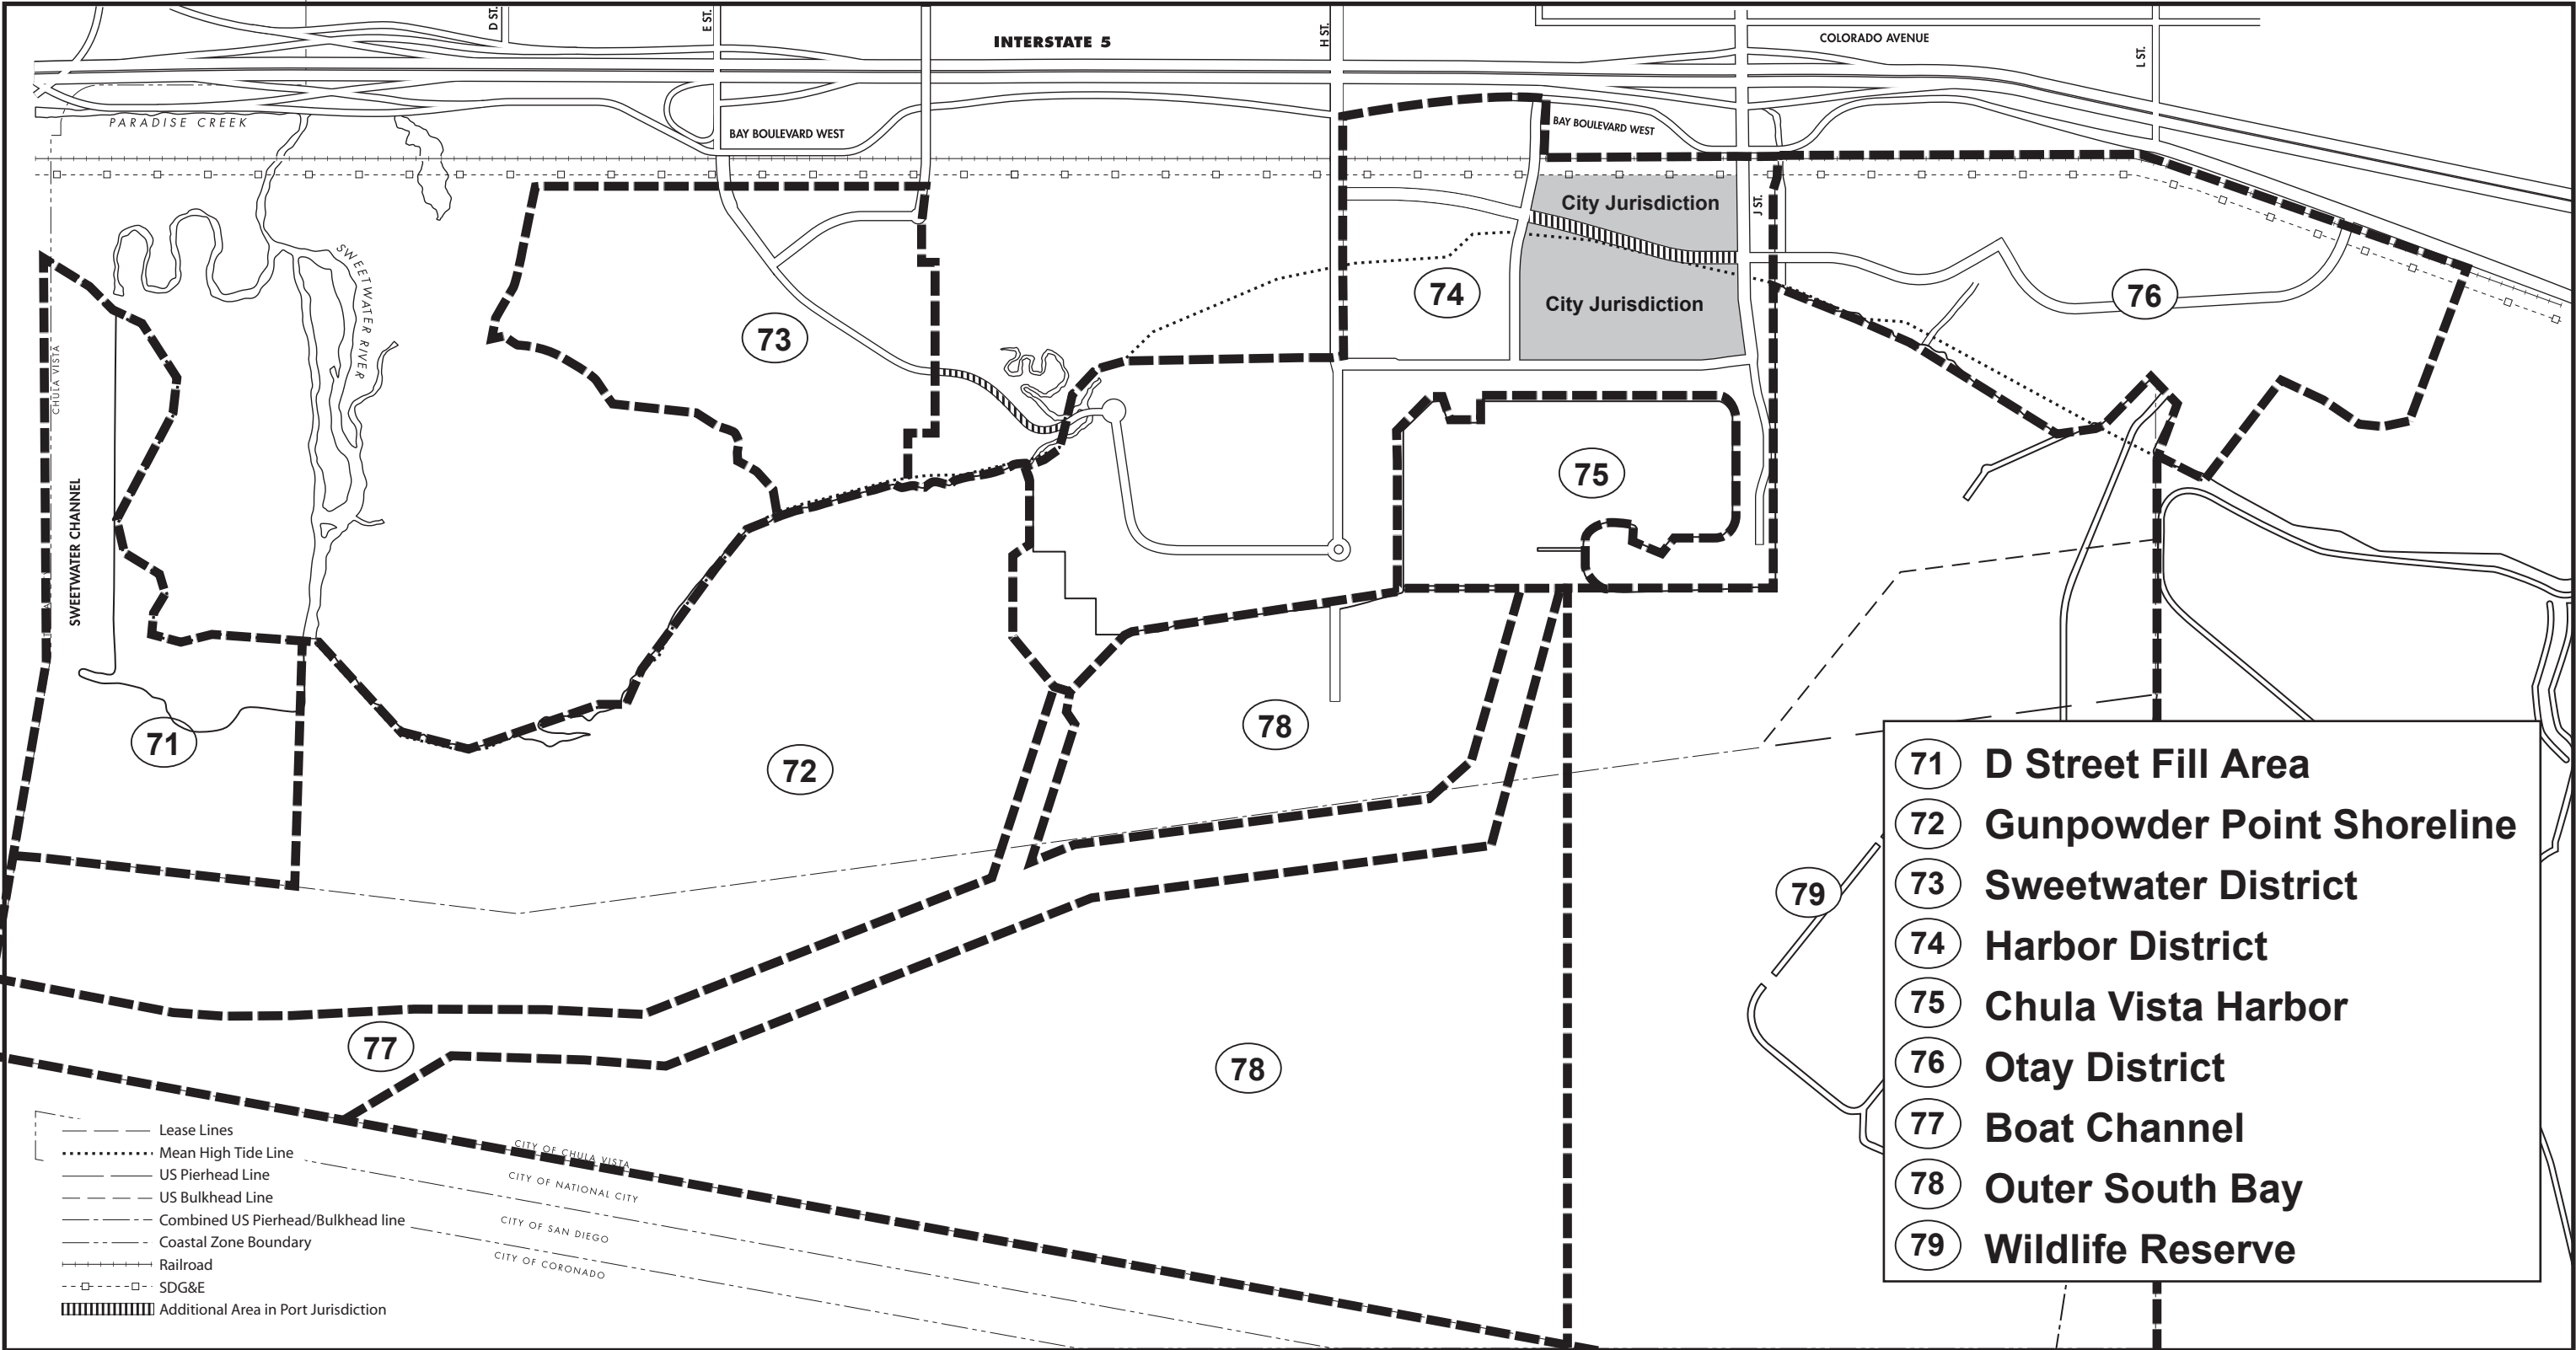 D ST.
E ST.
INTERSTATE 5
H ST.
COLORADO AVENUE
L ST.
PARADISE CREEK
BAY BOULEVARD WEST
BAY BOULEVARD WEST
City Jurisdiction
J ST.
SWEETWATER RIVER
74
City Jurisdiction
76
73
CHULA VISTA
75
SWEETWATER CHANNEL
71
72
78
79
77
78
71 D Street Fill Area
72 Gunpowder Point Shoreline
73 Sweetwater District
74 Harbor District
75 Chula Vista Harbor
76 Otay District
77 Boat Channel
78 Outer South Bay
79 Wildlife Reserve
CITY OF CHULA VISTA
CITY OF NATIONAL CITY
CITY OF SAN DIEGO
CITY OF CORONADO
Lease Lines
Mean High Tide Line
US Pierhead Line
US Bulkhead Line
Combined US Pierhead/Bulkhead line
Coastal Zone Boundary
Railroad
SDG&E
Additional Area in Port Jurisdiction